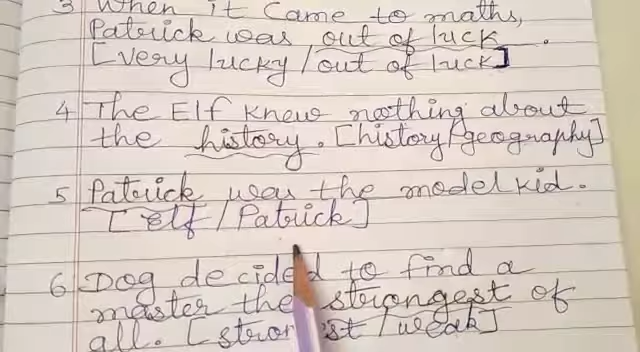 3 When it came to maths,
Patrick was out of luck.
[Very lucky/out of luck]
4 The Elf knew nothing about
the history. [history/geography]
5 Patrick was the model kid.
[elf/Patrick]
6 Dog decided to find a
master the strongest of
all. [strongest/weak]